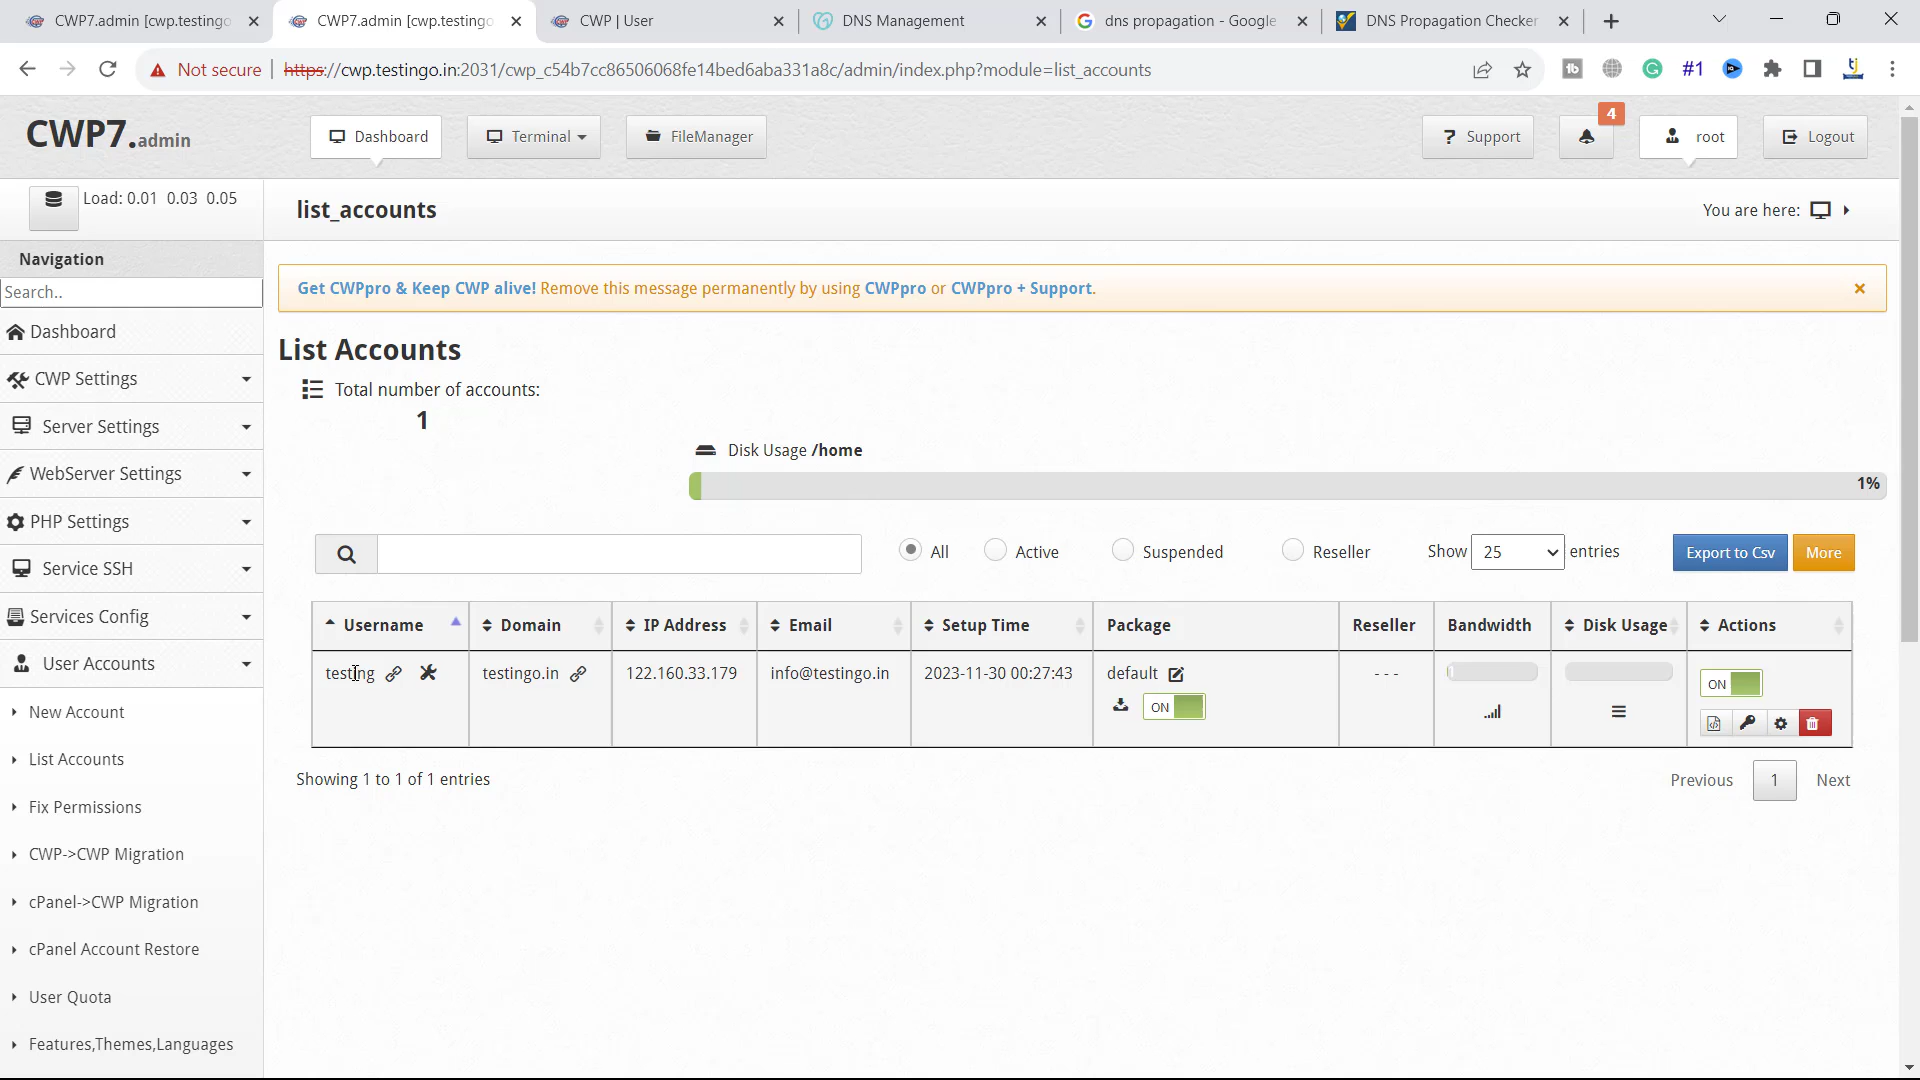 CWP7.admin [cwp.testingo
CWP7.admin [cwp.testingo
CWP | User
DNS Management
dns propagation - Google
DNS Propagation Checker
Not secure | https://cwp.testingo.in:2031/cwp_c54b7cc86506068fe14bed6aba331a8c/admin/index.php?module=list_accounts
#1
CWP7.admin
Dashboard
Terminal
FileManager
? Support
4
root
Logout
Load: 0.01 0.03 0.05
list_accounts
You are here:
Navigation
Search..
Get CWPpro & Keep CWP alive! Remove this message permanently by using CWPpro or CWPpro + Support.
Dashboard
CWP Settings
Server Settings
WebServer Settings
PHP Settings
Service SSH
Services Config
User Accounts
New Account
List Accounts
Fix Permissions
CWP->CWP Migration
cPanel->CWP Migration
cPanel Account Restore
User Quota
Features,Themes,Languages
List Accounts
Total number of accounts:
1
Disk Usage /home
1%
All
Active
Suspended
Reseller
Show 25 entries
Export to Csv
More
Username Domain IP Address Email Setup Time Package Reseller Bandwidth Disk Usage Actions
testing testingo.in 122.160.33.179 info@testingo.in 2023-11-30 00:27:43 default - - - ON
ON
Showing 1 to 1 of 1 entries
Previous 1 Next